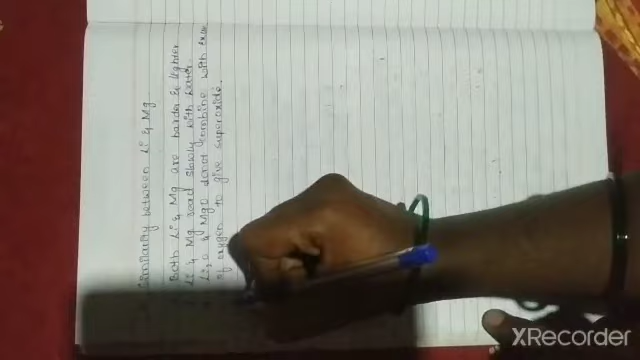 Similarity between Li & Mg
Both Li & Mg are harder & lighter
Li & Mg react slowly with water.
Li2O & MgO donot combine with
of oxygen to give superoxide.
XRecorder